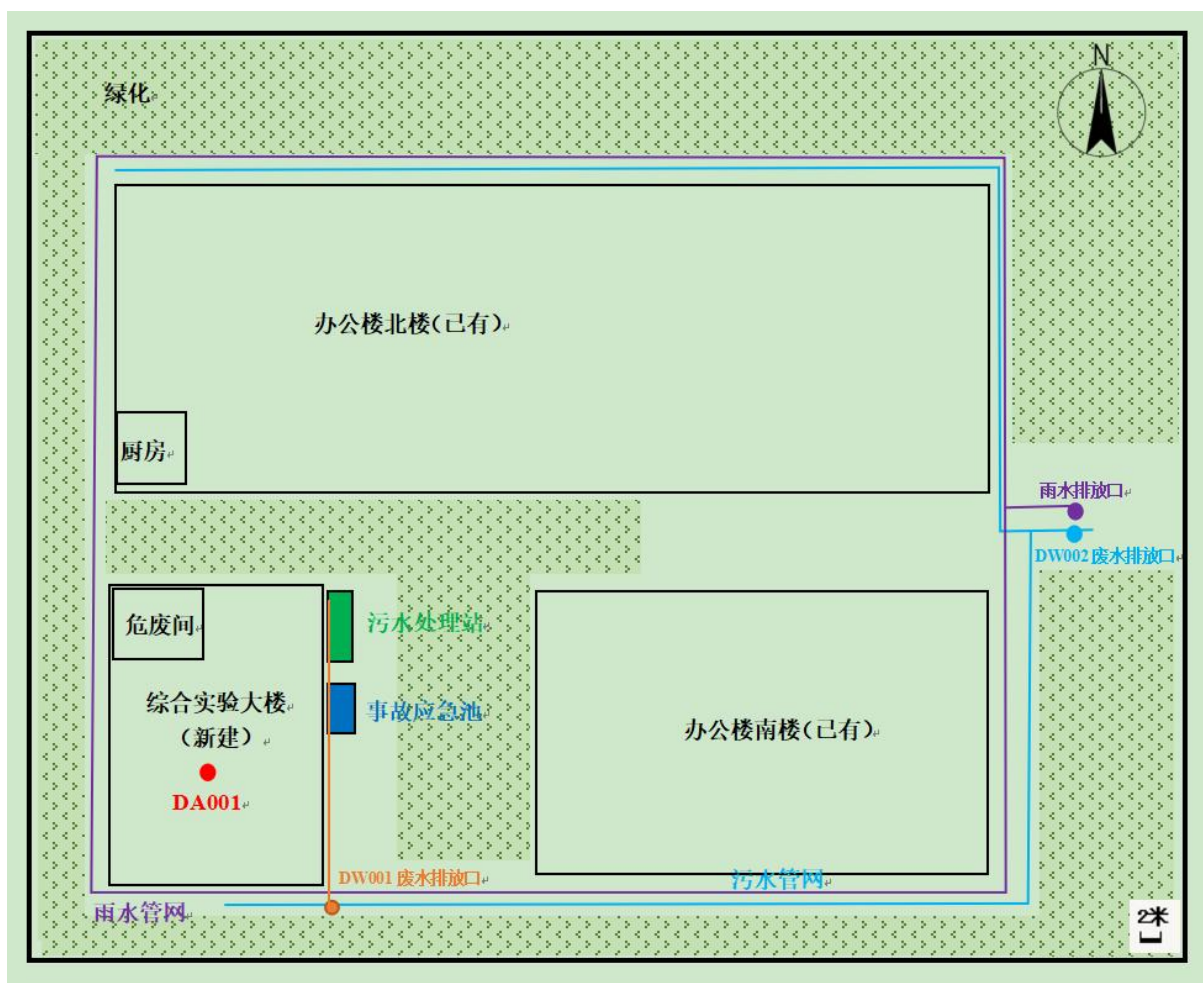 N
绿化
办公楼北楼(已有)
厨房
雨水排放口
DW002 废水排放口
危废间
污水处理站
综合实验大楼
(新建)
事故应急池
办公楼南楼(已有)
DA001
DW001 废水排放口
污水管网
雨水管网
2米